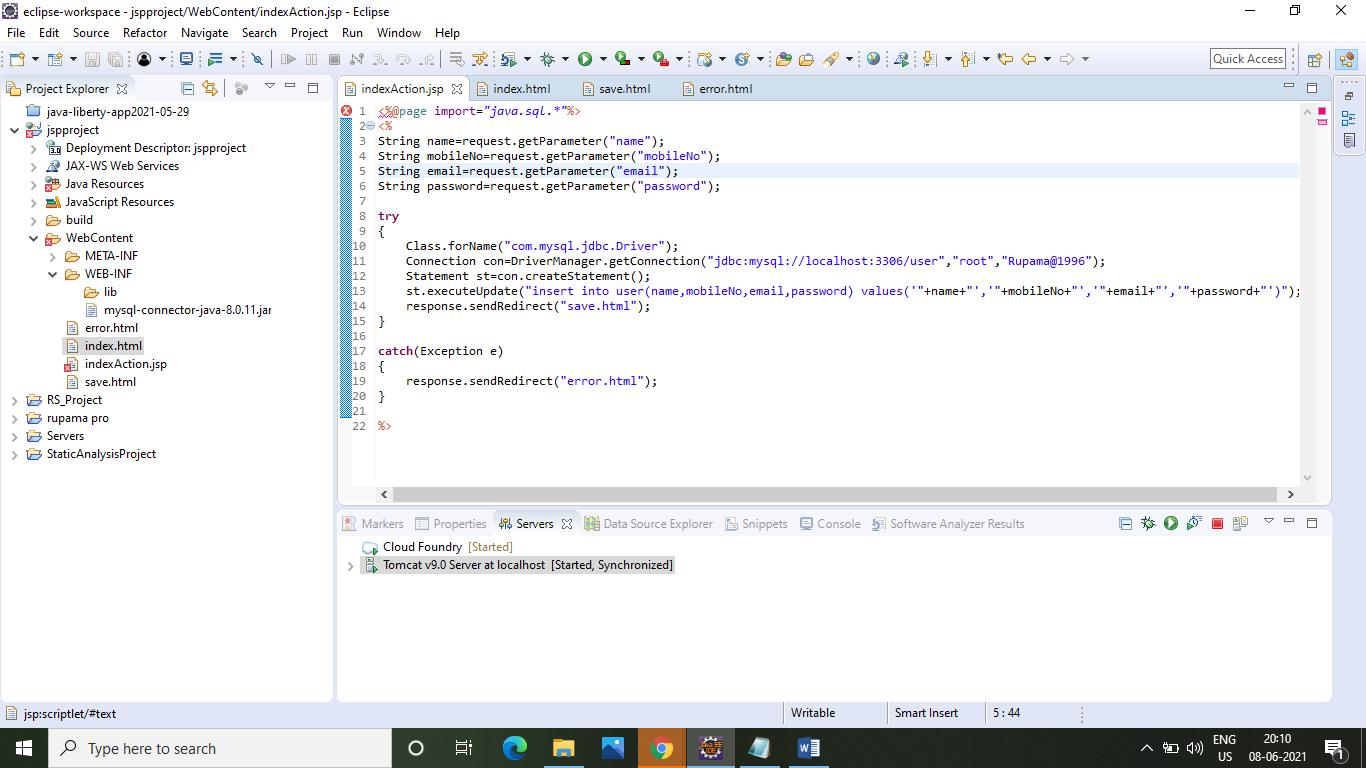 eclipse-workspace - jspproject/WebContent/indexAction.jsp - Eclipse
File Edit Source Refactor Navigate Search Project Run Window Help
Quick Access
Project Explorer
java-liberty-app2021-05-29
jspproject
Deployment Descriptor: jspproject
JAX-WS Web Services
Java Resources
JavaScript Resources
build
WebContent
META-INF
WEB-INF
lib
mysql-connector-java-8.0.11.jar
error.html
index.html
indexAction.jsp
save.html
RS_Project
rupama pro
Servers
StaticAnalysisProject
indexAction.jsp index.html save.html error.html
1 <%@page import="java.sql.*"%>
2 <%
3 String name=request.getParameter("name");
4 String mobileNo=request.getParameter("mobileNo");
5 String email=request.getParameter("email");
6 String password=request.getParameter("password");
7
8 try
9 {
10 Class.forName("com.mysql.jdbc.Driver");
11 Connection con=DriverManager.getConnection("jdbc:mysql://localhost:3306/user","root","Rupama@1996");
12 Statement st=con.createStatement();
13 st.executeUpdate("insert into user(name,mobileNo,email,password) values('"+name+"','"+mobileNo+"','"+email+"','"+password+"')");
14 response.sendRedirect("save.html");
15 }
16
17 catch(Exception e)
18 {
19 response.sendRedirect("error.html");
20 }
21
22 %>
Markers Properties Servers Data Source Explorer Snippets Console Software Analyzer Results
Cloud Foundry [Started]
Tomcat v9.0 Server at localhost [Started, Synchronized]
jsp:scriptlet/#text Writable Smart Insert 5 : 44
Type here to search
ENG
US
20:10
08-06-2021
1